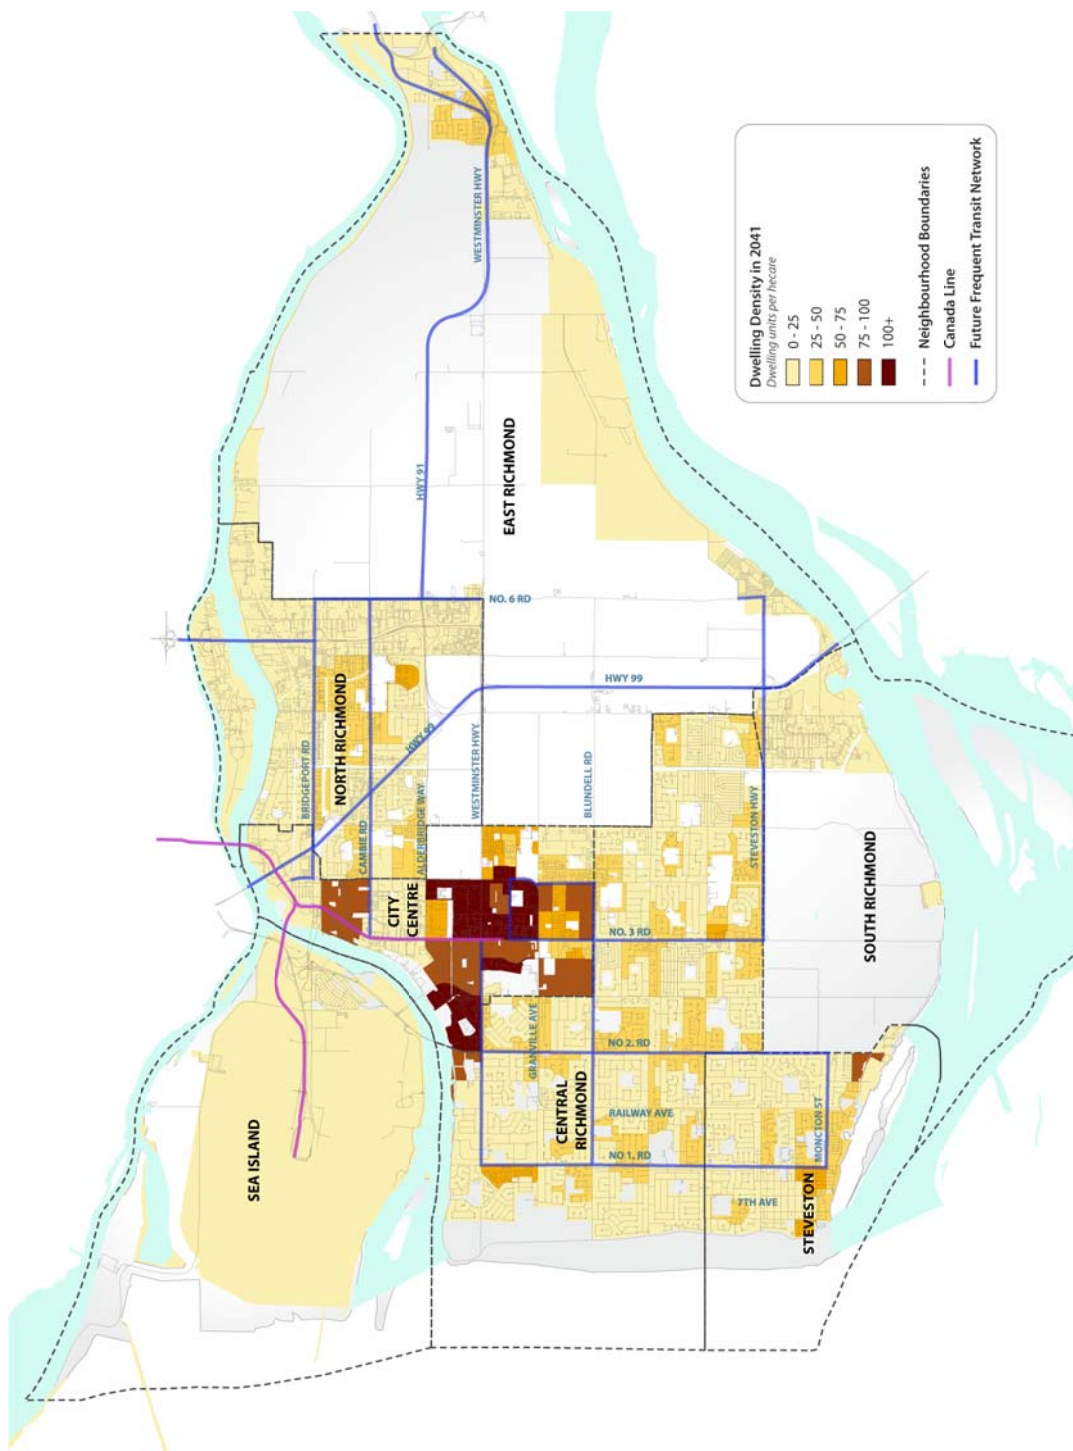 Dwelling Density in 2041
Dwelling units per hecare
0 - 25
25 - 50
50 - 75
75 - 100
100+
Neighbourhood Boundaries
Canada Line
Future Frequent Transit Network
SEA ISLAND
BRIDGEPORT RD
NORTH RICHMOND
CAMBIE RD
HWY 99
ALDERBRIDGE WAY
CITY
CENTRE
WESTMINSTER HWY
HWY 91
WESTMINSTER HWY
EAST RICHMOND
NO. 6 RD
GRANVILLE AVE
BLUNDELL RD
HWY 99
CENTRAL
RICHMOND
NO 1. RD
RAILWAY AVE
NO 2. RD
NO. 3 RD
STEVESTON HWY
7TH AVE
MONCTON ST
STEVESTON
SOUTH RICHMOND